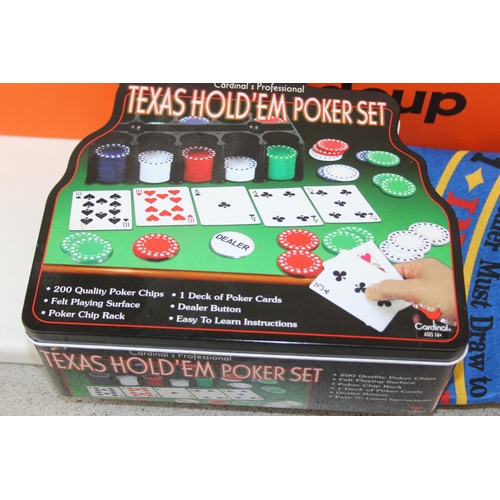 Cardinal's Professional
TEXAS HOLD'EM POKER SET
DEALER
• 200 Quality Poker Chips
• Felt Playing Surface
• Poker Chip Rack
• 1 Deck of Poker Cards
• Dealer Button
• Easy To Learn Instructions
Cardinal
AGES 14+
Cardinal's Professional
TEXAS HOLD'EM POKER SET
• 200 Quality Poker Chips
• Felt Playing Surface
• Poker Chip Rack
• 1 Deck of Poker Cards
• Dealer Button
• Easy To Learn Instructions
Must